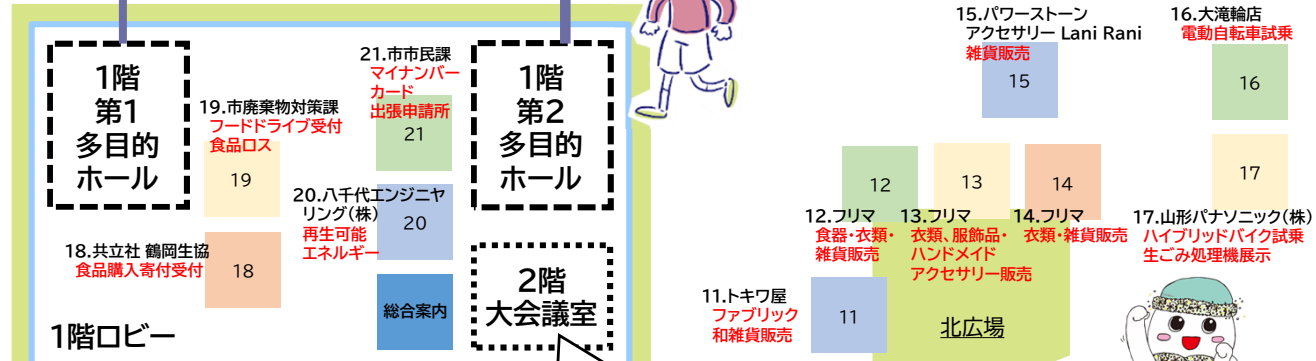 1階
第1
多目的
ホール
19.市廃棄物対策課
フードドライブ受付
食品ロス
19
18.共立社 鶴岡生協
食品購入寄付受付
18
1階ロビー
21.市市民課
マイナンバー
カード
出張申請所
21
20.八千代エンジニヤ
リング(株)
再生可能
エネルギー
20
総合案内
1階
第2
多目的
ホール
2階
大会議室
15.パワーストーン
アクセサリー Lani Rani
雑貨販売
15
16.大滝輪店
電動自転車試乗
16
12
13
14
17
12.フリマ
食器・衣類・
雑貨販売
13.フリマ
衣類、服飾品・
ハンドメイド
アクセサリー販売
14.フリマ
衣類・雑貨販売
17.山形パナソニック(株)
ハイブリッドバイク試乗
生ごみ処理機展示
11.トキワ屋
ファブリック
和雑貨販売
11
北広場